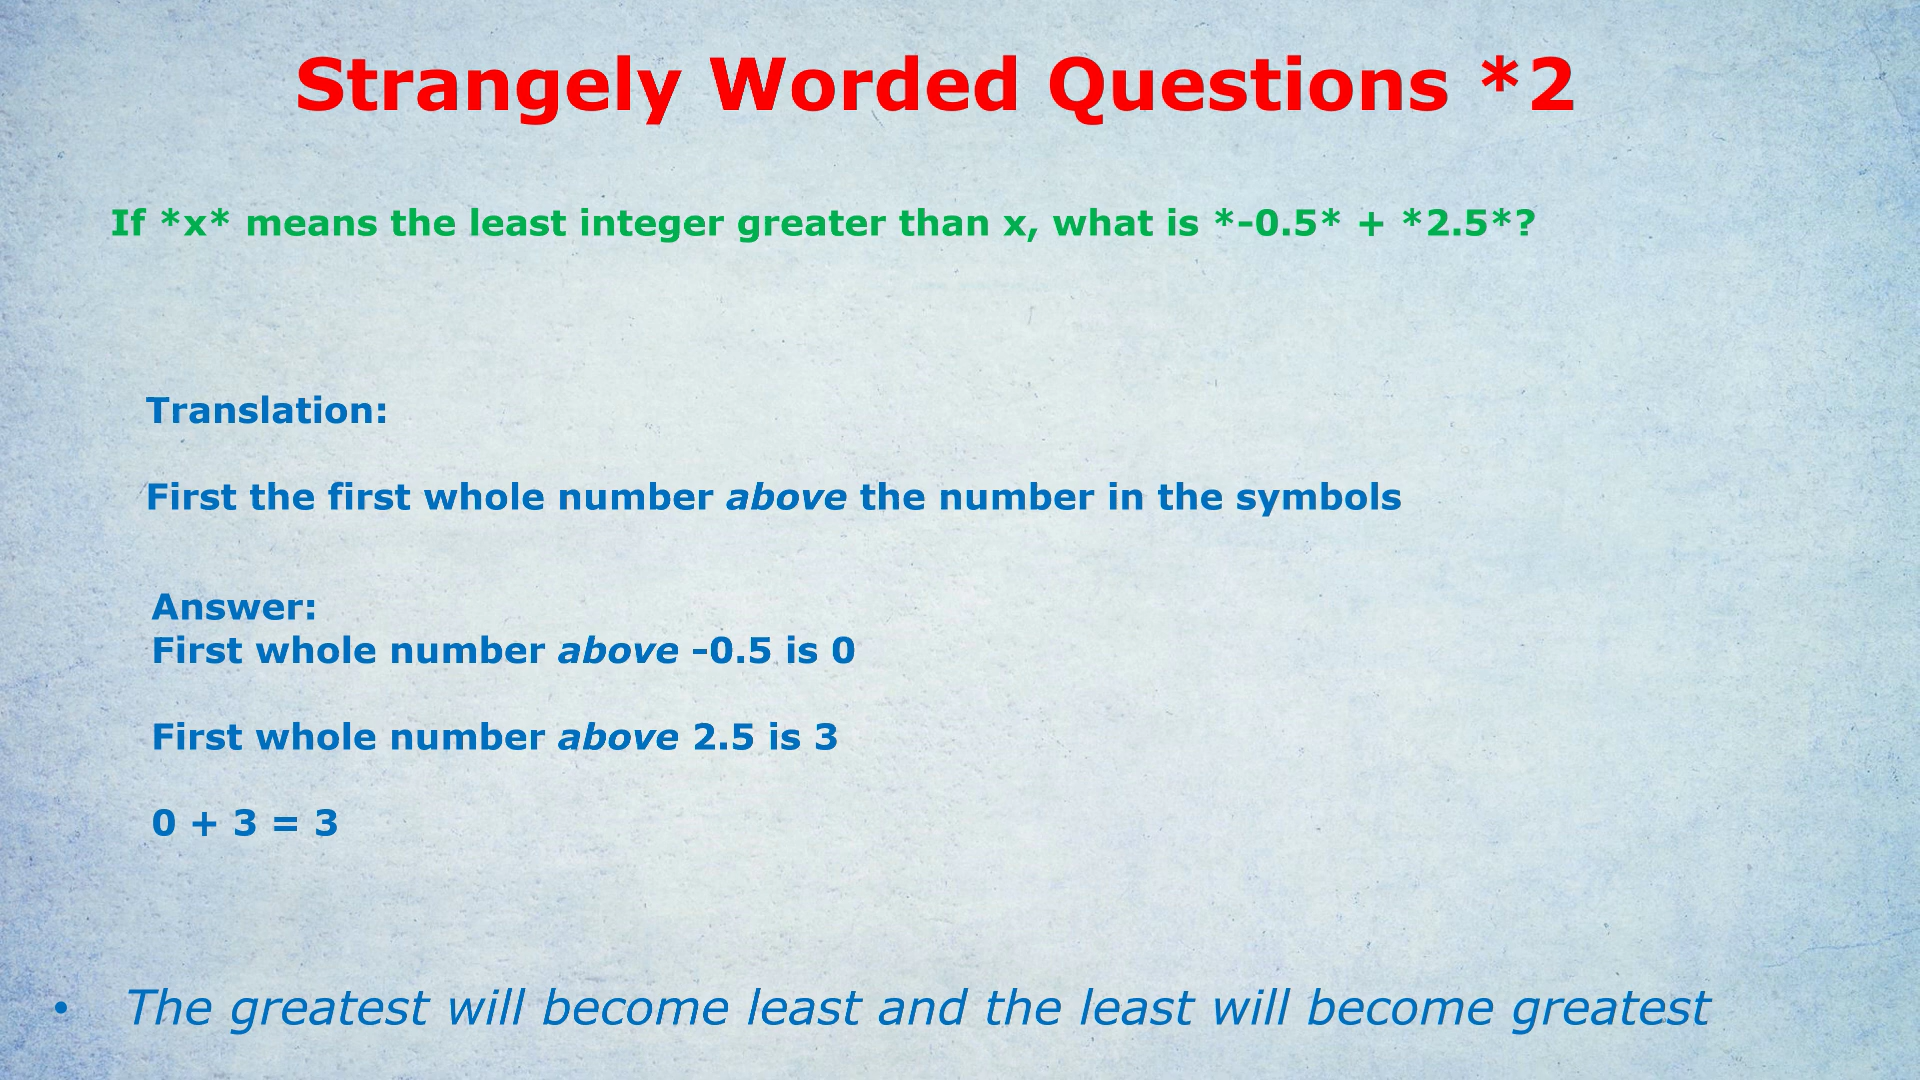 Strangely Worded Questions *2
If *x* means the least integer greater than x, what is *-0.5* + *2.5*?
Translation:
First the first whole number above the number in the symbols
Answer:
First whole number above -0.5 is 0
First whole number above 2.5 is 3
0 + 3 = 3
• The greatest will become least and the least will become greatest